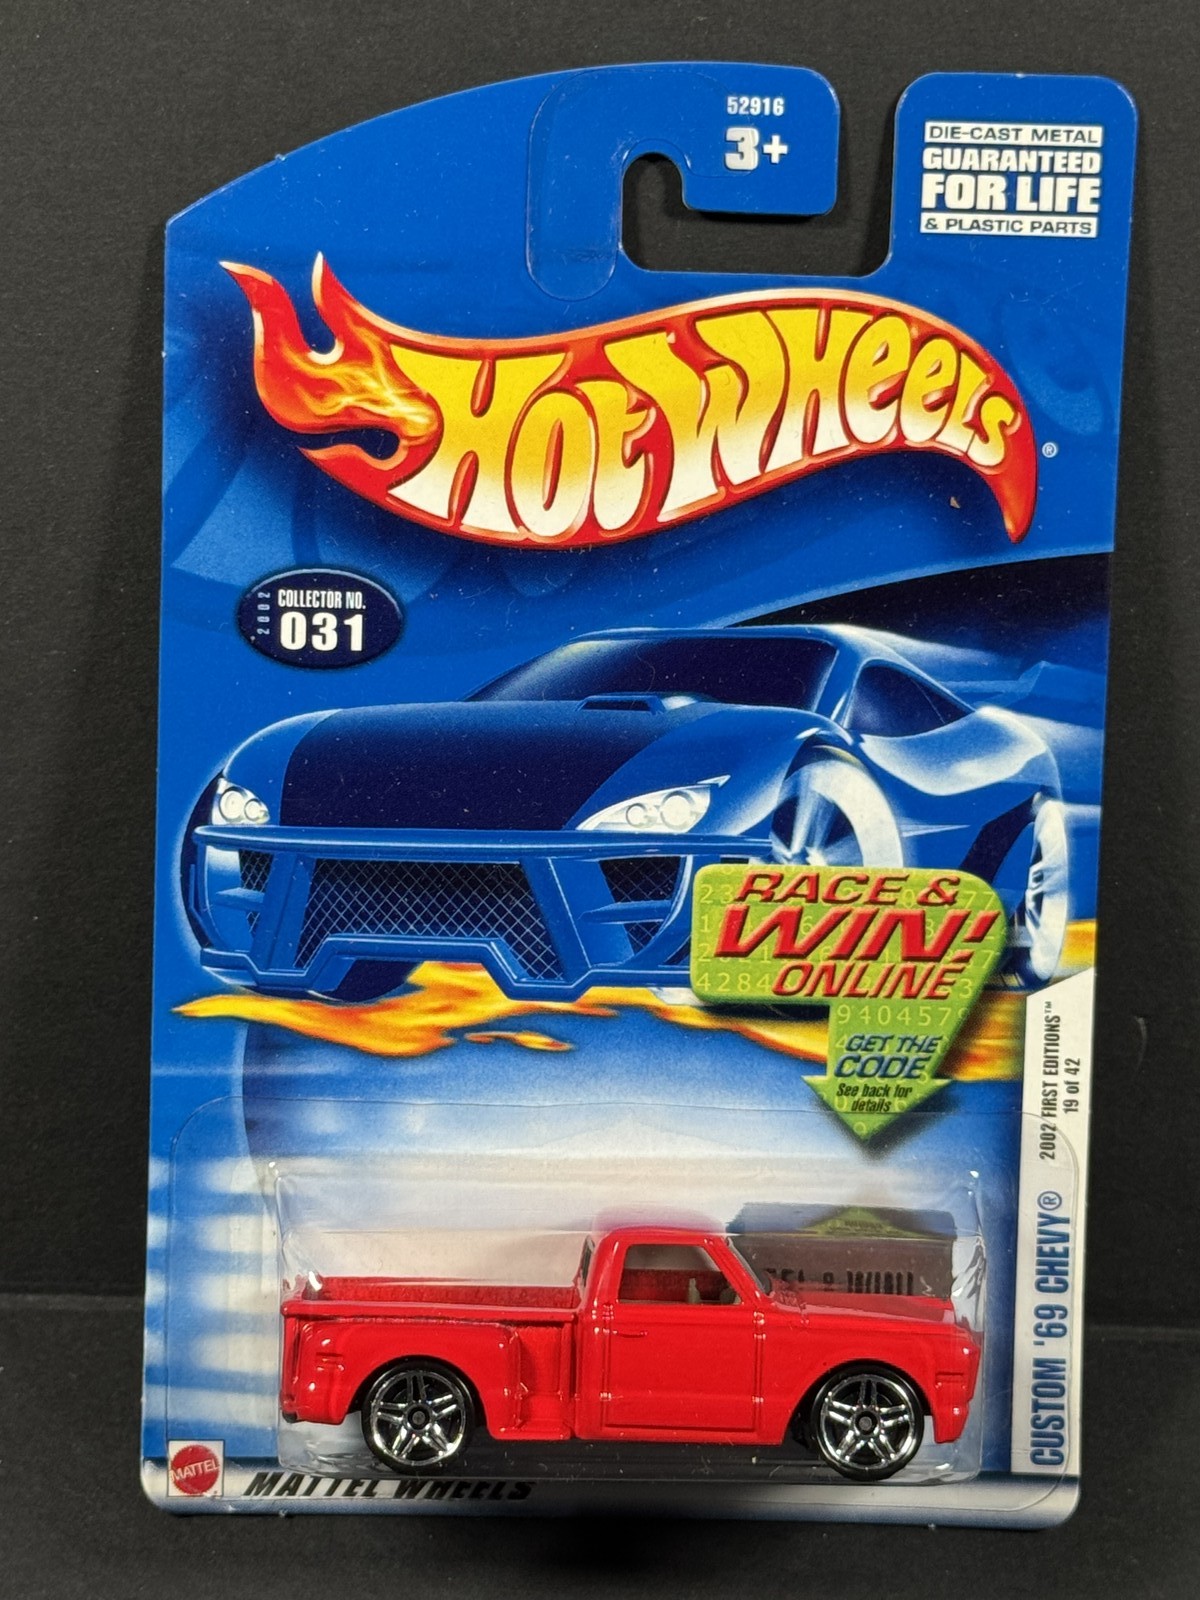 52916
3+
DIE-CAST METAL
GUARANTEED
FOR LIFE
& PLASTIC PARTS
HOT WHEELS®
2002
COLLECTOR NO.
031
RACE &
WIN!
ONLINE
GET THE
CODE
See back for
details
2002 FIRST EDITIONS™
19 of 42
CUSTOM '69 CHEVY®
MATTEL
MATTEL WHEELS